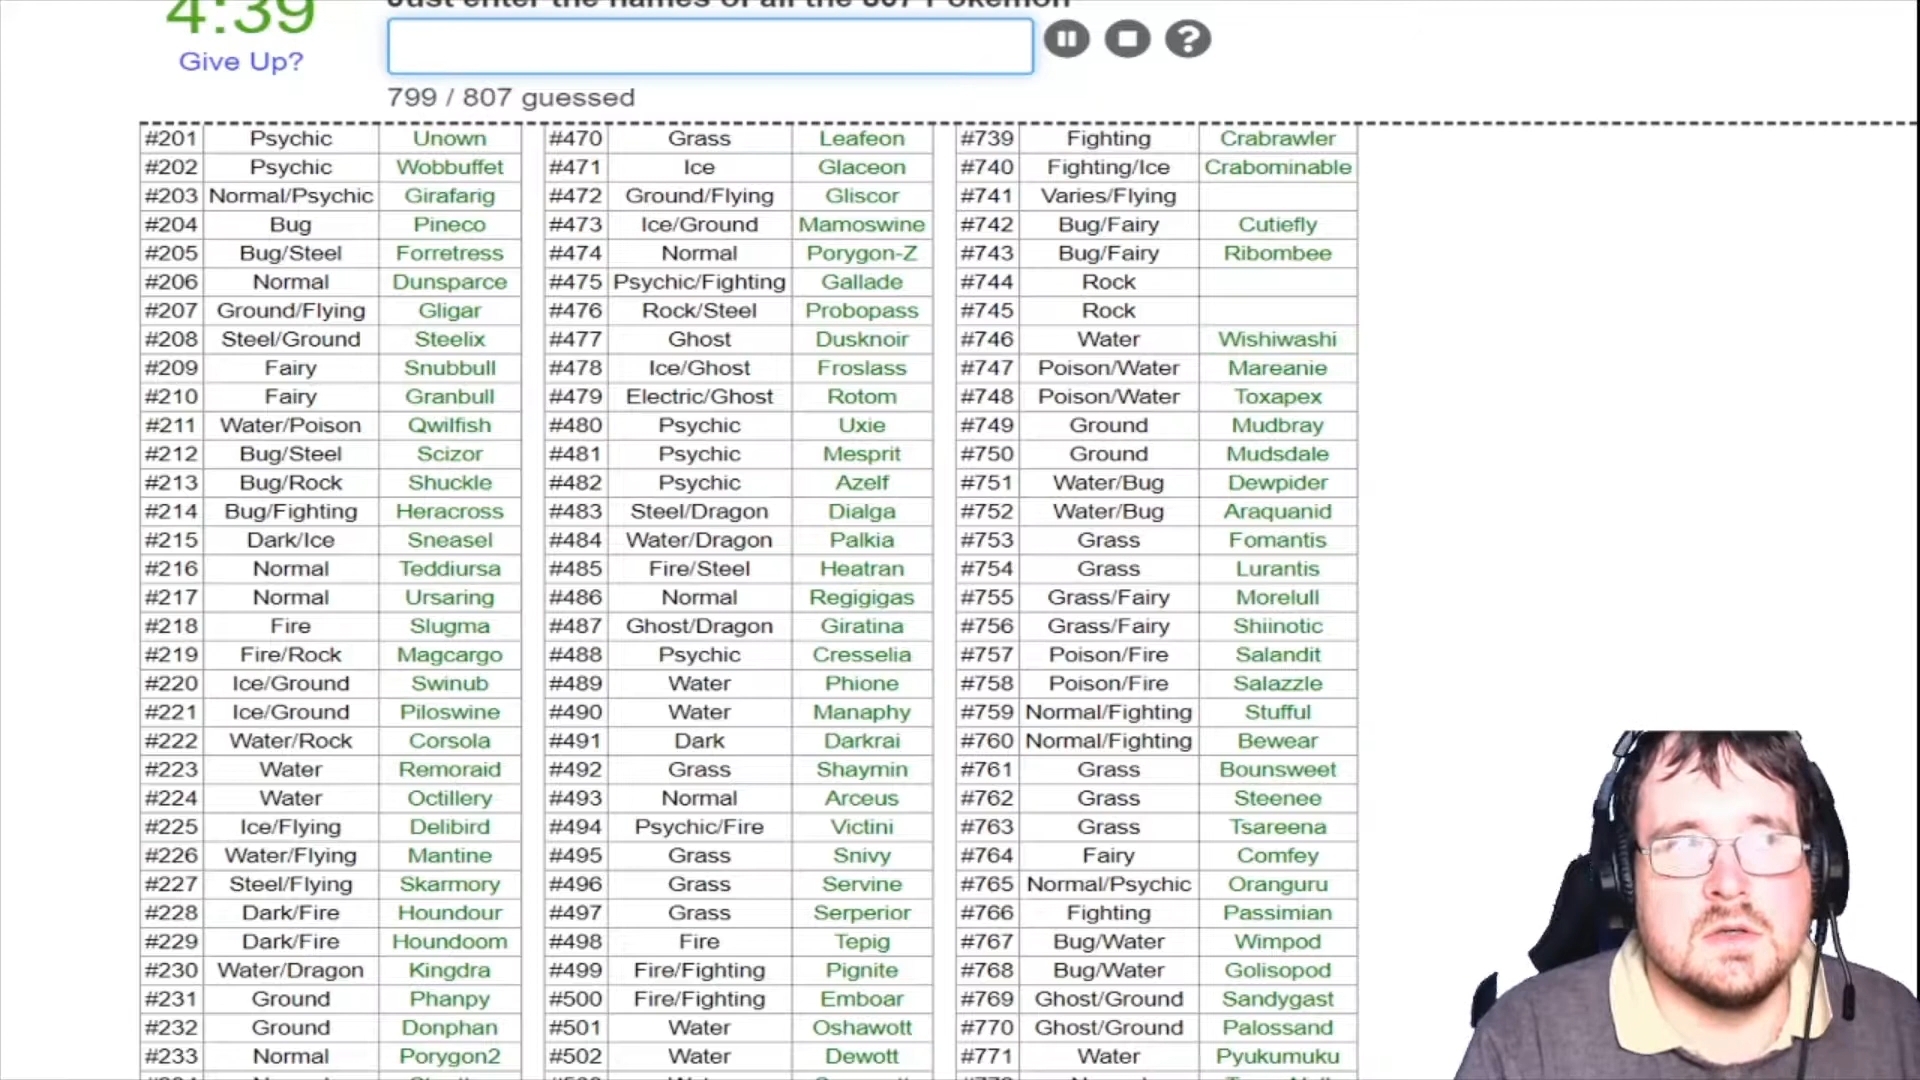 4:39
Just enter the names of all the 807 Pokemon
Give Up?
799 / 807 guessed
#201 Psychic Unown #470 Grass Leafeon #739 Fighting Crabrawler
#202 Psychic Wobbuffet #471 Ice Glaceon #740 Fighting/Ice Crabominable
#203 Normal/Psychic Girafarig #472 Ground/Flying Gliscor #741 Varies/Flying
#204 Bug Pineco #473 Ice/Ground Mamoswine #742 Bug/Fairy Cutiefly
#205 Bug/Steel Forretress #474 Normal Porygon-Z #743 Bug/Fairy Ribombee
#206 Normal Dunsparce #475 Psychic/Fighting Gallade #744 Rock
#207 Ground/Flying Gligar #476 Rock/Steel Probopass #745 Rock
#208 Steel/Ground Steelix #477 Ghost Dusknoir #746 Water Wishiwashi
#209 Fairy Snubbull #478 Ice/Ghost Froslass #747 Poison/Water Mareanie
#210 Fairy Granbull #479 Electric/Ghost Rotom #748 Poison/Water Toxapex
#211 Water/Poison Qwilfish #480 Psychic Uxie #749 Ground Mudbray
#212 Bug/Steel Scizor #481 Psychic Mesprit #750 Ground Mudsdale
#213 Bug/Rock Shuckle #482 Psychic Azelf #751 Water/Bug Dewpider
#214 Bug/Fighting Heracross #483 Steel/Dragon Dialga #752 Water/Bug Araquanid
#215 Dark/Ice Sneasel #484 Water/Dragon Palkia #753 Grass Fomantis
#216 Normal Teddiursa #485 Fire/Steel Heatran #754 Grass Lurantis
#217 Normal Ursaring #486 Normal Regigigas #755 Grass/Fairy Morelull
#218 Fire Slugma #487 Ghost/Dragon Giratina #756 Grass/Fairy Shiinotic
#219 Fire/Rock Magcargo #488 Psychic Cresselia #757 Poison/Fire Salandit
#220 Ice/Ground Swinub #489 Water Phione #758 Poison/Fire Salazzle
#221 Ice/Ground Piloswine #490 Water Manaphy #759 Normal/Fighting Stufful
#222 Water/Rock Corsola #491 Dark Darkrai #760 Normal/Fighting Bewear
#223 Water Remoraid #492 Grass Shaymin #761 Grass Bounsweet
#224 Water Octillery #493 Normal Arceus #762 Grass Steenee
#225 Ice/Flying Delibird #494 Psychic/Fire Victini #763 Grass Tsareena
#226 Water/Flying Mantine #495 Grass Snivy #764 Fairy Comfey
#227 Steel/Flying Skarmory #496 Grass Servine #765 Normal/Psychic Oranguru
#228 Dark/Fire Houndour #497 Grass Serperior #766 Fighting Passimian
#229 Dark/Fire Houndoom #498 Fire Tepig #767 Bug/Water Wimpod
#230 Water/Dragon Kingdra #499 Fire/Fighting Pignite #768 Bug/Water Golisopod
#231 Ground Phanpy #500 Fire/Fighting Emboar #769 Ghost/Ground Sandygast
#232 Ground Donphan #501 Water Oshawott #770 Ghost/Ground Palossand
#233 Normal Porygon2 #502 Water Dewott #771 Water Pyukumuku